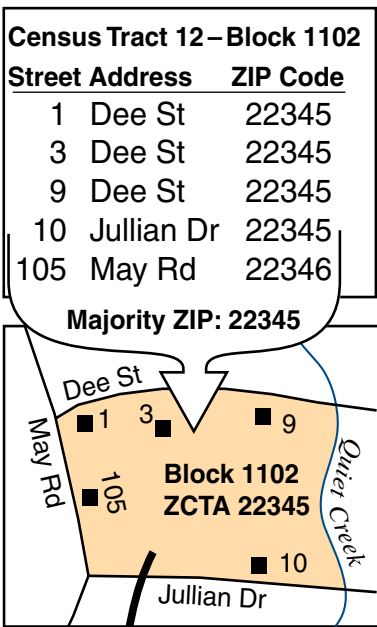 Census Tract 12–Block 1102
Street Address ZIP Code
1 Dee St 22345
3 Dee St 22345
9 Dee St 22345
10 Jullian Dr 22345
105 May Rd 22346
Majority ZIP: 22345
Dee St
1
3
9
May Rd
105
Block 1102
ZCTA 22345
Quiet Creek
10
Jullian Dr